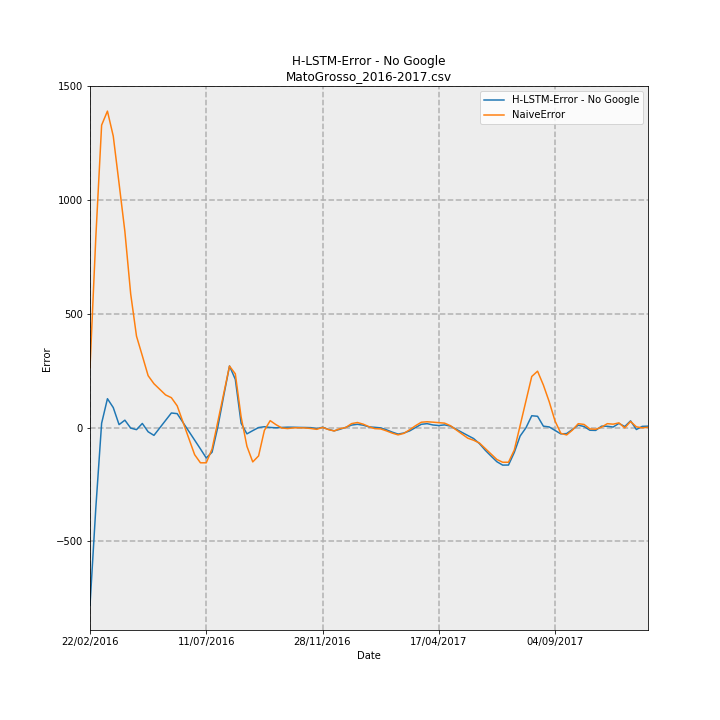 H-LSTM-Error - No Google
MatoGrosso_2016-2017.csv
H-LSTM-Error - No Google
NaiveError
1500
1000
500
0
−500
Error
22/02/2016
11/07/2016
28/11/2016
17/04/2017
04/09/2017
Date